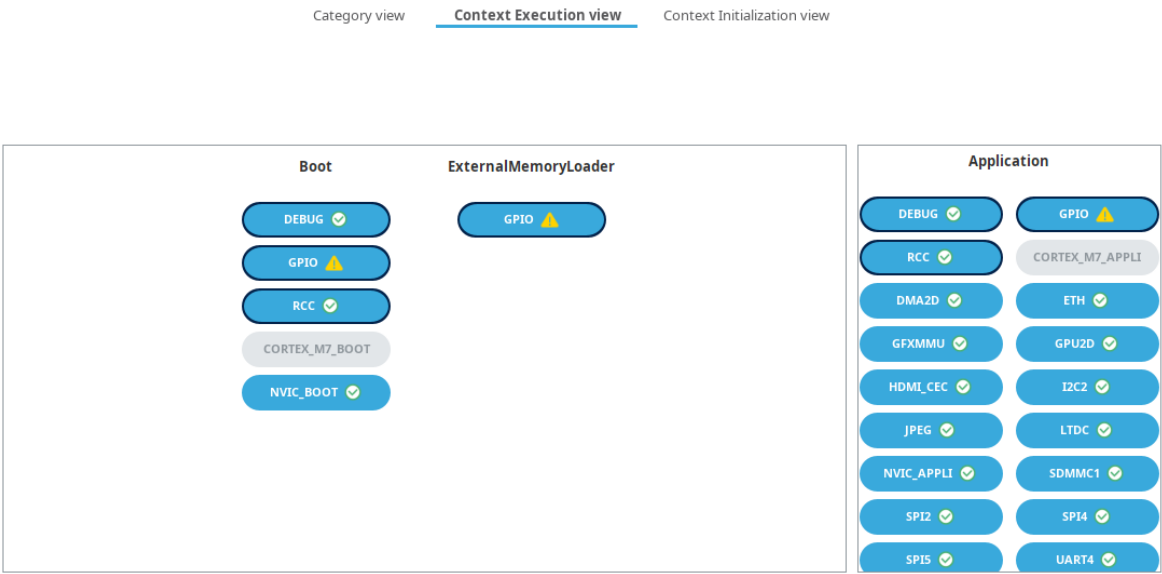 Category view
Context Execution view
Context Initialization view
Boot
DEBUG
GPIO
RCC
CORTEX_M7_BOOT
NVIC_BOOT
ExternalMemoryLoader
GPIO
Application
DEBUG
GPIO
RCC
CORTEX_M7_APPLI
DMA2D
ETH
GFXMMU
GPU2D
HDMI_CEC
I2C2
JPEG
LTDC
NVIC_APPLI
SDMMC1
SPI2
SPI4
SPI5
UART4